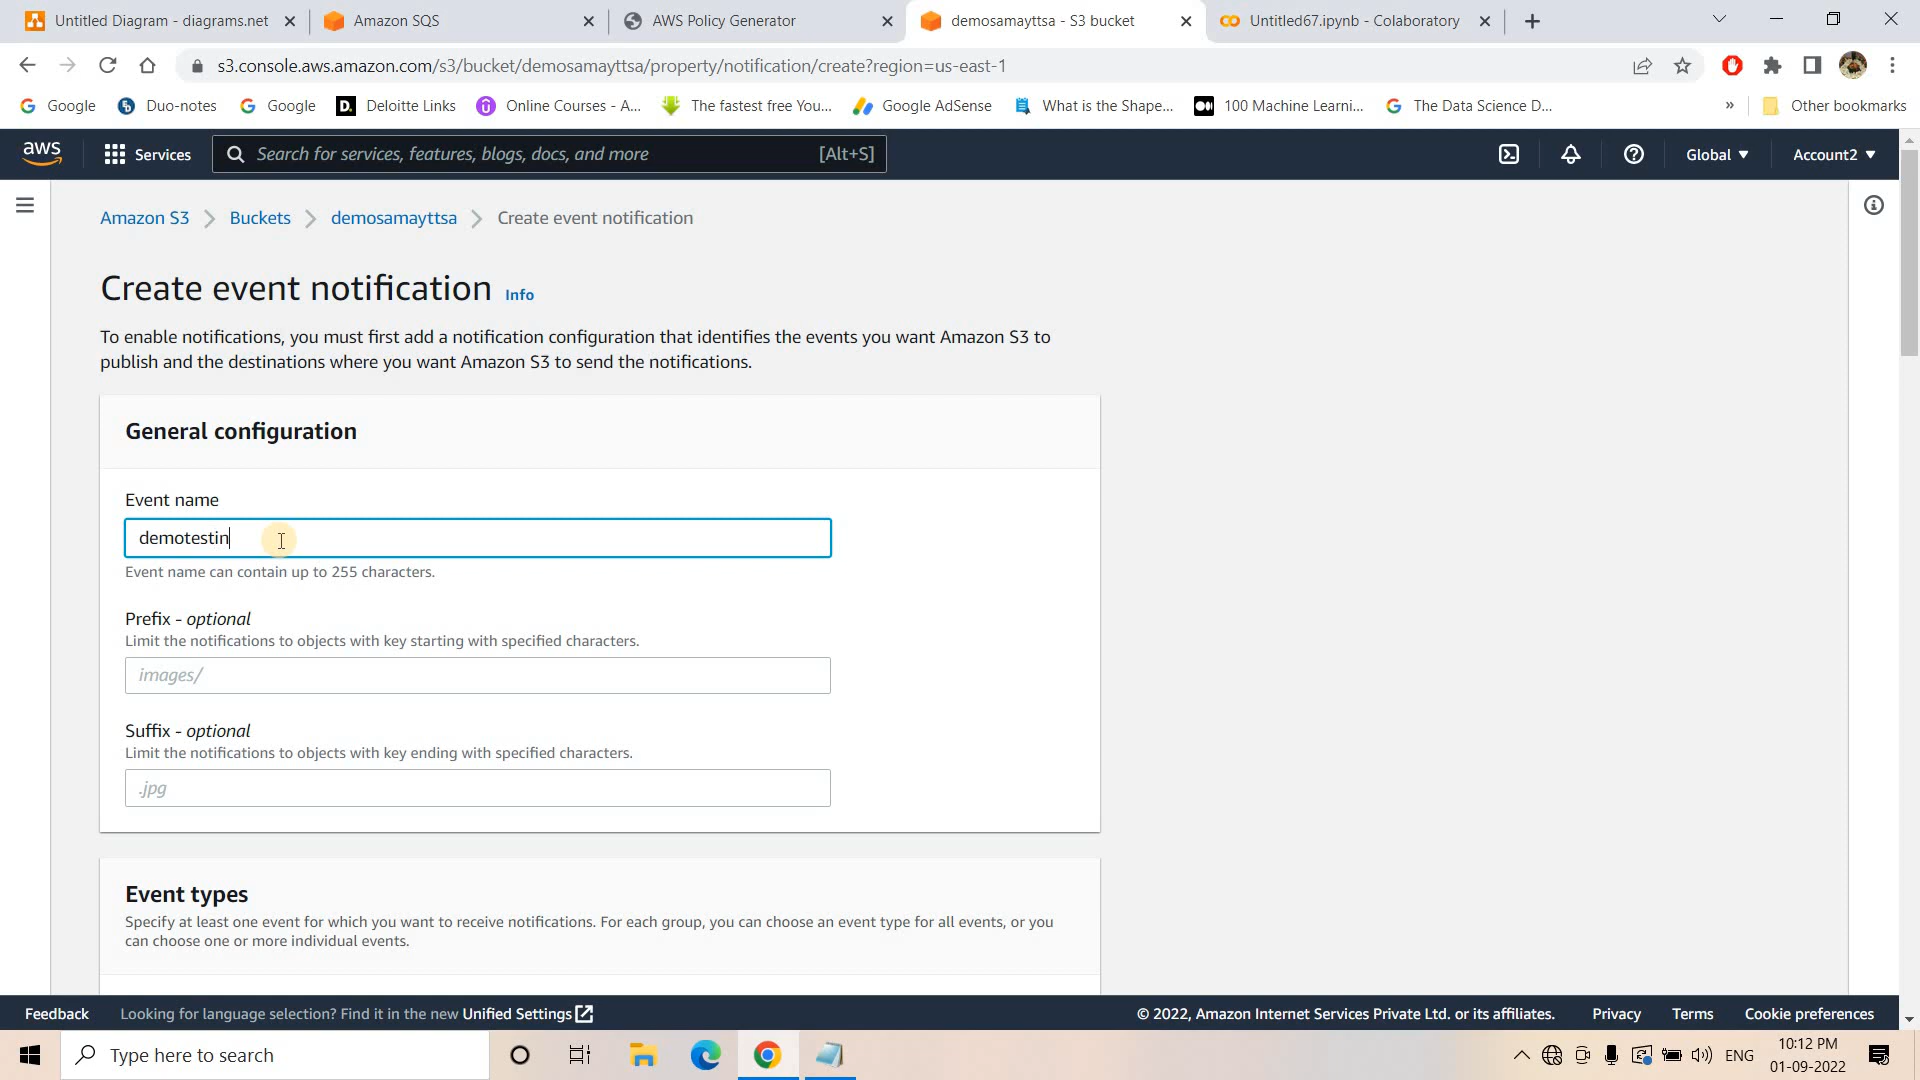 Untitled Diagram - diagrams.net
Amazon SQS
AWS Policy Generator
demosamayttsa - S3 bucket
Untitled67.ipynb - Colaboratory
s3.console.aws.amazon.com/s3/bucket/demosamayttsa/property/notification/create?region=us-east-1
Google
Duo-notes
Google
Deloitte Links
Online Courses - A...
The fastest free You...
Google AdSense
What is the Shape...
100 Machine Learni...
The Data Science D...
»
Other bookmarks
aws
Services
Search for services, features, blogs, docs, and more
[Alt+S]
Global
Account2
Amazon S3
Buckets
demosamayttsa
Create event notification
Create event notification Info
To enable notifications, you must first add a notification configuration that identifies the events you want Amazon S3 to
publish and the destinations where you want Amazon S3 to send the notifications.
General configuration
Event name
demotestin
Event name can contain up to 255 characters.
Prefix - optional
Limit the notifications to objects with key starting with specified characters.
images/
Suffix - optional
Limit the notifications to objects with key ending with specified characters.
.jpg
Event types
Specify at least one event for which you want to receive notifications. For each group, you can choose an event type for all events, or you
can choose one or more individual events.
Feedback
Looking for language selection? Find it in the new Unified Settings
© 2022, Amazon Internet Services Private Ltd. or its affiliates.
Privacy
Terms
Cookie preferences
Type here to search
ENG
10:12 PM
01-09-2022